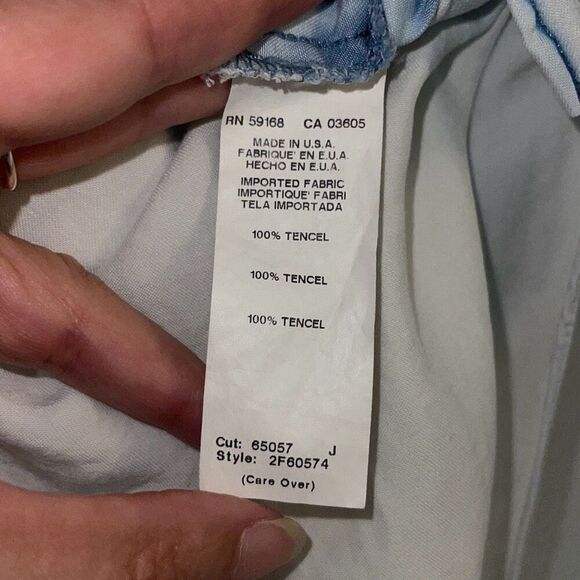 RN 59168 CA 03605
MADE IN U.S.A.
FABRIQUE' EN E.U.A.
HECHO EN E.U.A.
IMPORTED FABRIC
IMPORTIQUE' FABRI
TELA IMPORTADA
100% TENCEL
100% TENCEL
100% TENCEL
Cut: 65057 J
Style: 2F60574
(Care Over)